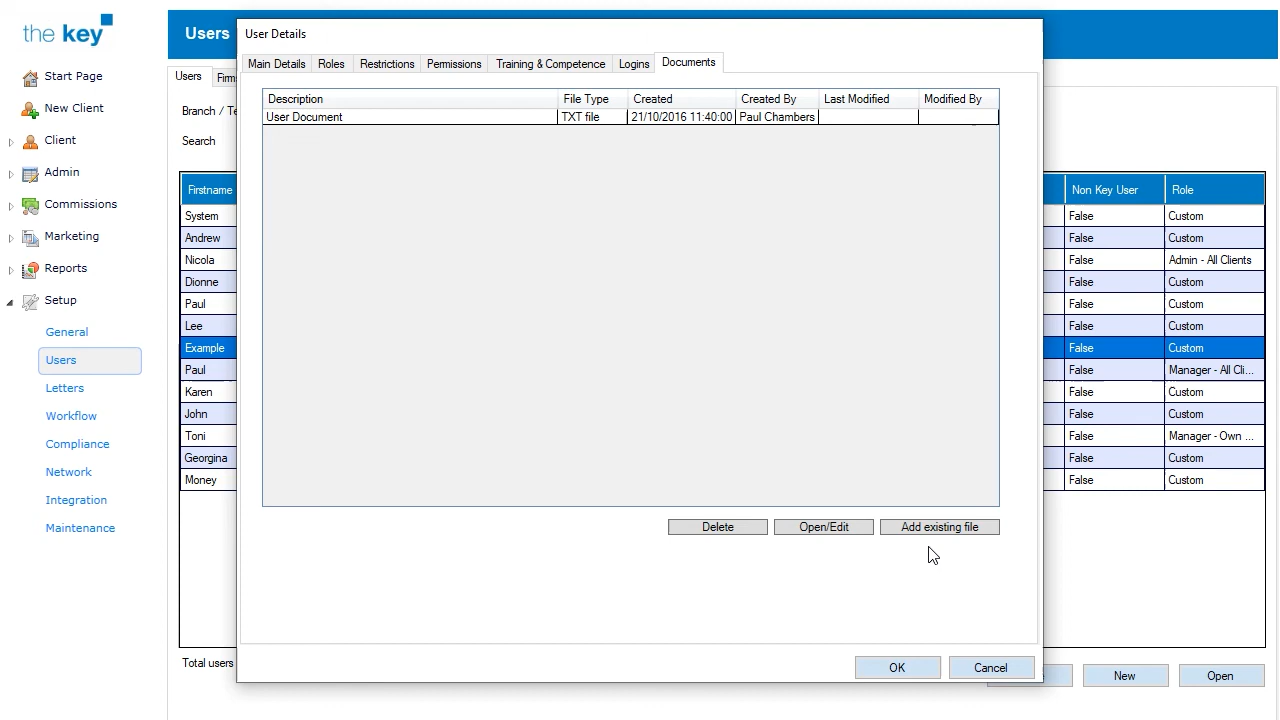 the key
Start Page
New Client
Client
Admin
Commissions
Marketing
Reports
Setup
General
Users
Letters
Workflow
Compliance
Network
Integration
Maintenance
Users
Users
Firm
Branch / Te
Search
Firstname
Non Key User
Role
System
False
Custom
Andrew
False
Custom
Nicola
False
Admin - All Clients
Dionne
False
Custom
Paul
False
Custom
Lee
False
Custom
Example
False
Custom
Paul
False
Manager - All Cli...
Karen
False
Custom
John
False
Custom
Toni
False
Manager - Own ...
Georgina
False
Custom
Money
False
Custom
Total users
New
Open
User Details
Main Details
Roles
Restrictions
Permissions
Training & Competence
Logins
Documents
Description
File Type
Created
Created By
Last Modified
Modified By
User Document
TXT file
21/10/2016 11:40:00
Paul Chambers
Delete
Open/Edit
Add existing file
OK
Cancel